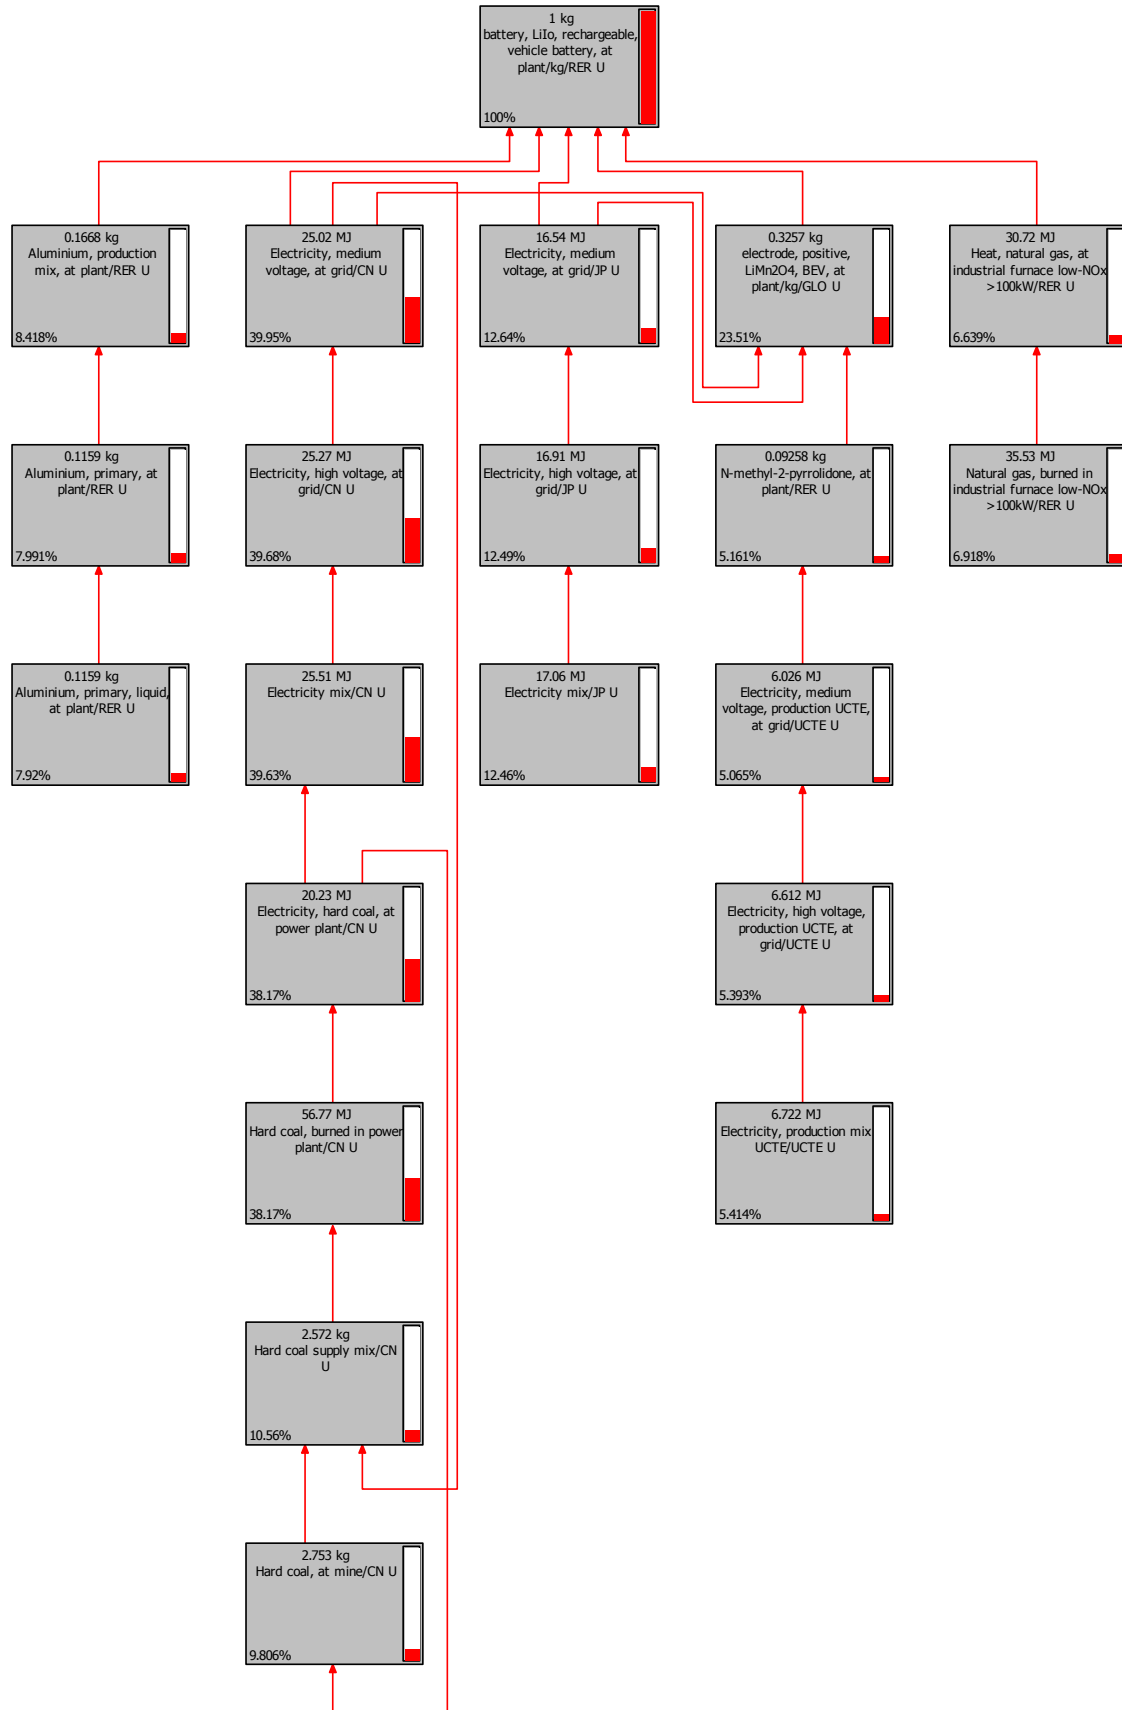 1 kg
battery, LiIo, rechargeable,
vehicle battery, at
plant/kg/RER U
100%
0.1668 kg
Aluminium, production
mix, at plant/RER U
8.418%
25.02 MJ
Electricity, medium
voltage, at grid/CN U
39.95%
16.54 MJ
Electricity, medium
voltage, at grid/JP U
12.64%
0.3257 kg
electrode, positive,
LiMn2O4, BEV, at
plant/kg/GLO U
23.51%
30.72 MJ
Heat, natural gas, at
industrial furnace low-NOx
>100kW/RER U
6.639%
0.1159 kg
Aluminium, primary, at
plant/RER U
7.991%
25.27 MJ
Electricity, high voltage, at
grid/CN U
39.68%
16.91 MJ
Electricity, high voltage, at
grid/JP U
12.49%
0.09258 kg
N-methyl-2-pyrrolidone, at
plant/RER U
5.161%
35.53 MJ
Natural gas, burned in
industrial furnace low-NOx
>100kW/RER U
6.918%
0.1159 kg
Aluminium, primary, liquid,
at plant/RER U
7.92%
25.51 MJ
Electricity mix/CN U
39.63%
17.06 MJ
Electricity mix/JP U
12.46%
6.026 MJ
Electricity, medium
voltage, production UCTE,
at grid/UCTE U
5.065%
20.23 MJ
Electricity, hard coal, at
power plant/CN U
38.17%
6.612 MJ
Electricity, high voltage,
production UCTE, at
grid/UCTE U
5.393%
56.77 MJ
Hard coal, burned in power
plant/CN U
38.17%
6.722 MJ
Electricity, production mix
UCTE/UCTE U
5.414%
2.572 kg
Hard coal supply mix/CN
U
10.56%
2.753 kg
Hard coal, at mine/CN U
9.806%